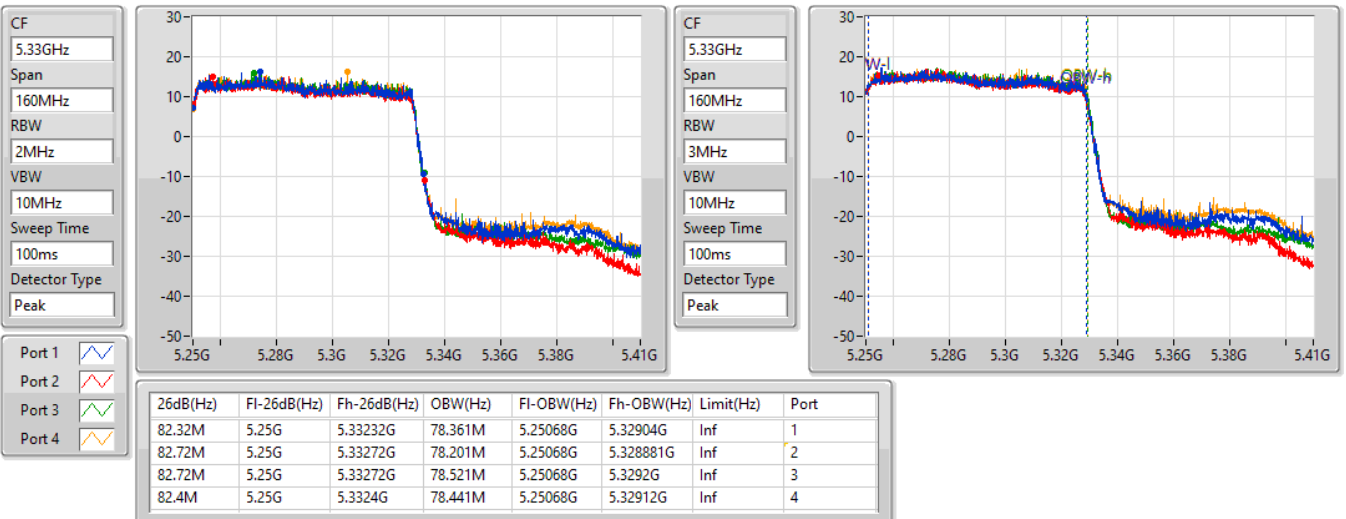 CF
5.33GHz
Span
160MHz
RBW
2MHz
VBW
10MHz
Sweep Time
100ms
Detector Type
Peak
30
20
10
0
-10
-20
-30
-40
-50
5.25G 5.28G 5.3G 5.32G 5.34G 5.36G 5.38G 5.41G
CF
5.33GHz
Span
160MHz
RBW
3MHz
VBW
10MHz
Sweep Time
100ms
Detector Type
Peak
30
20
10
0
-10
-20
-30
-40
-50
W-l
OBW-h
5.25G 5.28G 5.3G 5.32G 5.34G 5.36G 5.38G 5.41G
Port 1
Port 2
Port 3
Port 4
26dB(Hz) Fl-26dB(Hz) Fh-26dB(Hz) OBW(Hz) Fl-OBW(Hz) Fh-OBW(Hz) Limit(Hz) Port
82.32M 5.25G 5.33232G 78.361M 5.25068G 5.32904G Inf 1
82.72M 5.25G 5.33272G 78.201M 5.25068G 5.328881G Inf 2
82.72M 5.25G 5.33272G 78.521M 5.25068G 5.3292G Inf 3
82.4M 5.25G 5.3324G 78.441M 5.25068G 5.32912G Inf 4